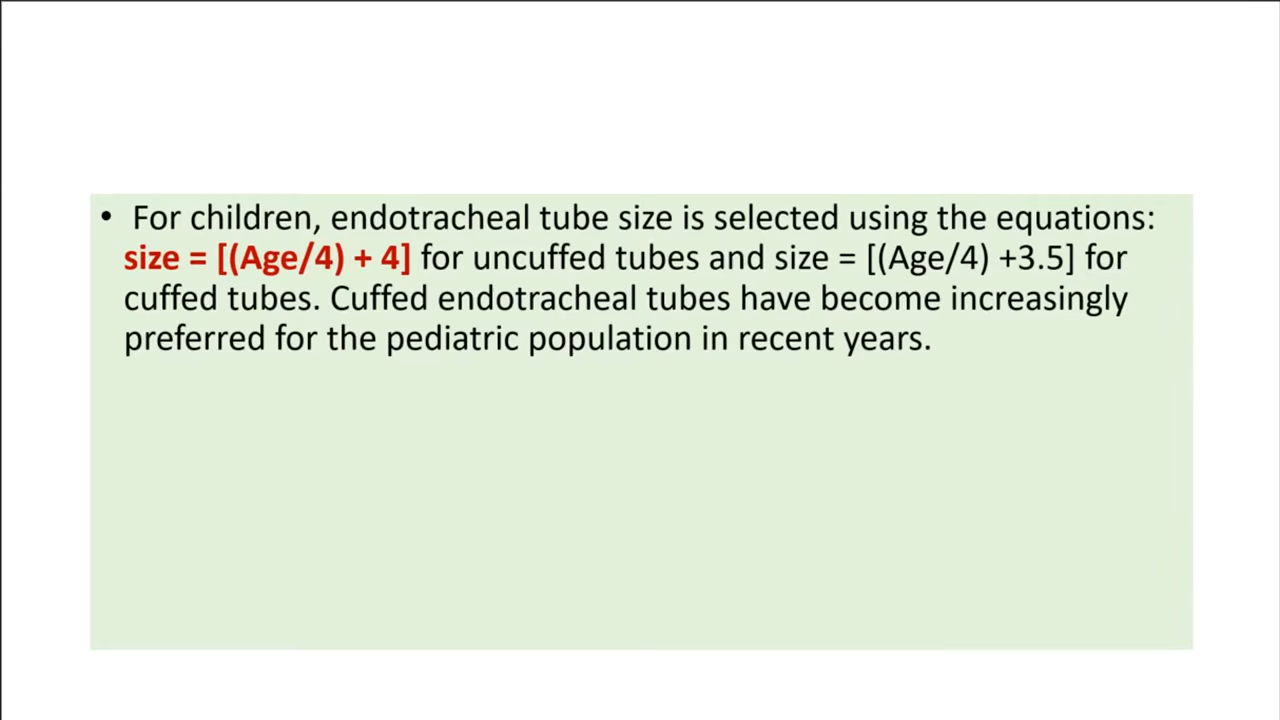 • For children, endotracheal tube size is selected using the equations:
size = [(Age/4) + 4] for uncuffed tubes and size = [(Age/4) +3.5] for
cuffed tubes. Cuffed endotracheal tubes have become increasingly
preferred for the pediatric population in recent years.